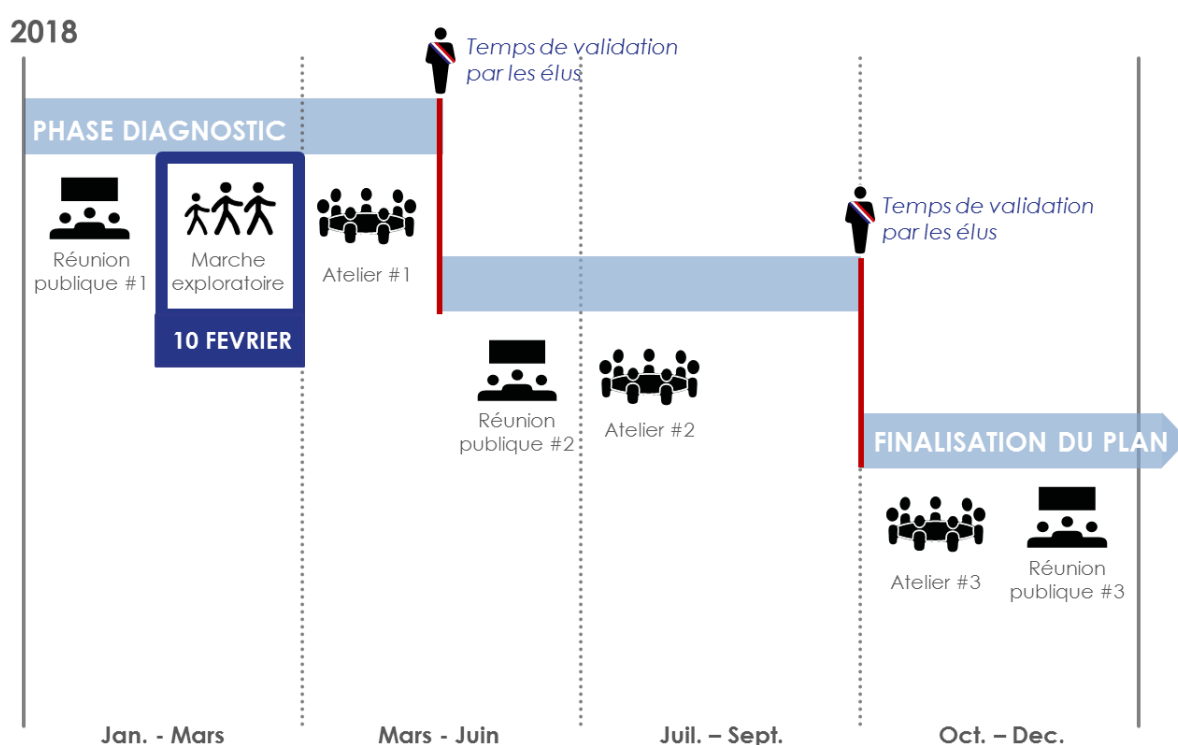 2018
Temps de validation
par les élus
PHASE DIAGNOSTIC
Réunion
publique #1
Marche
exploratoire
Atelier #1
10 FEVRIER
Temps de validation
par les élus
Réunion
publique #2
Atelier #2
FINALISATION DU PLAN
Atelier #3
Réunion
publique #3
Jan. - Mars
Mars - Juin
Juil. – Sept.
Oct. – Dec.